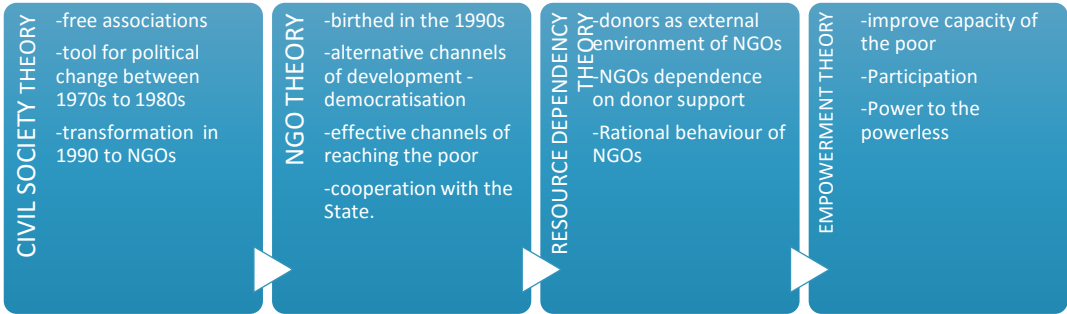 CIVIL SOCIETY THEORY
-free associations
-tool for political
change between
1970s to 1980s
-transformation in
1990 to NGOs
NGO THEORY
-birthed in the 1990s
-alternative channels
of development -
democratisation
-effective channels of
reaching the poor
-cooperation with the
State.
RESOURCE DEPENDENCY
THEORY
-donors as external
environment of NGOs
-NGOs dependence
on donor support
-Rational behaviour of
NGOs
EMPOWERMENT THEORY
-improve capacity of
the poor
-Participation
-Power to the
powerless